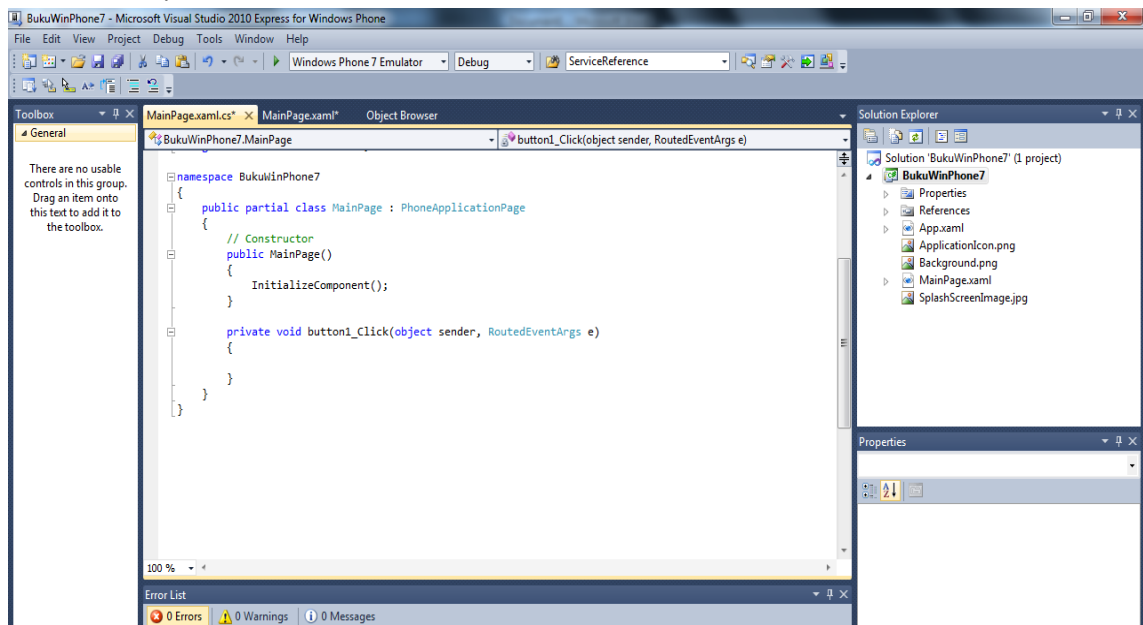 BukuWinPhone7 - Microsoft Visual Studio 2010 Express for Windows Phone
File Edit View Project Debug Tools Window Help
Windows Phone 7 Emulator Debug ServiceReference
Toolbox
General
There are no usable
controls in this group.
Drag an item onto
this text to add it to
the toolbox.
MainPage.xaml.cs* MainPage.xaml* Object Browser
BukuWinPhone7.MainPage button1_Click(object sender, RoutedEventArgs e)
namespace BukuWinPhone7
{
public partial class MainPage : PhoneApplicationPage
{
// Constructor
public MainPage()
{
InitializeComponent();
}
private void button1_Click(object sender, RoutedEventArgs e)
{
}
}
}
100 %
Error List
0 Errors 0 Warnings 0 Messages
Solution Explorer
Solution 'BukuWinPhone7' (1 project)
BukuWinPhone7
Properties
References
App.xaml
ApplicationIcon.png
Background.png
MainPage.xaml
SplashScreenImage.jpg
Properties